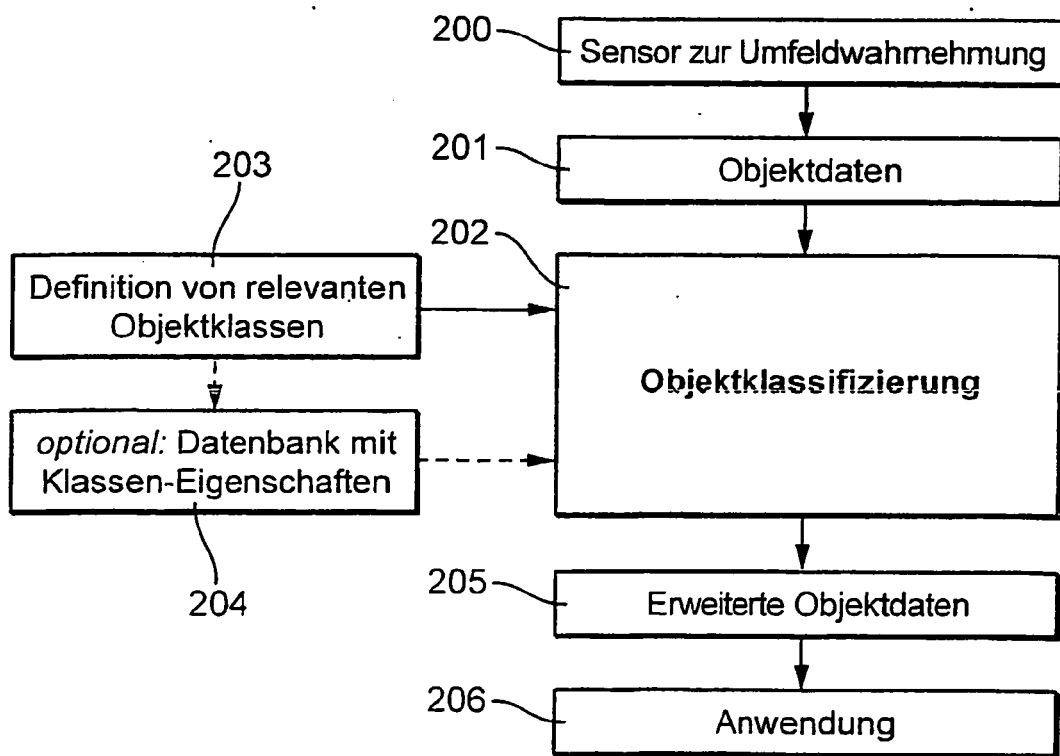 200
Sensor zur Umfeldwahrnehmung
201
Objektdaten
203
202
Definition von relevanten
Objektklassen
Objektklassifizierung
optional: Datenbank mit
Klassen-Eigenschaften
204
205
Erweiterte Objektdaten
206
Anwendung